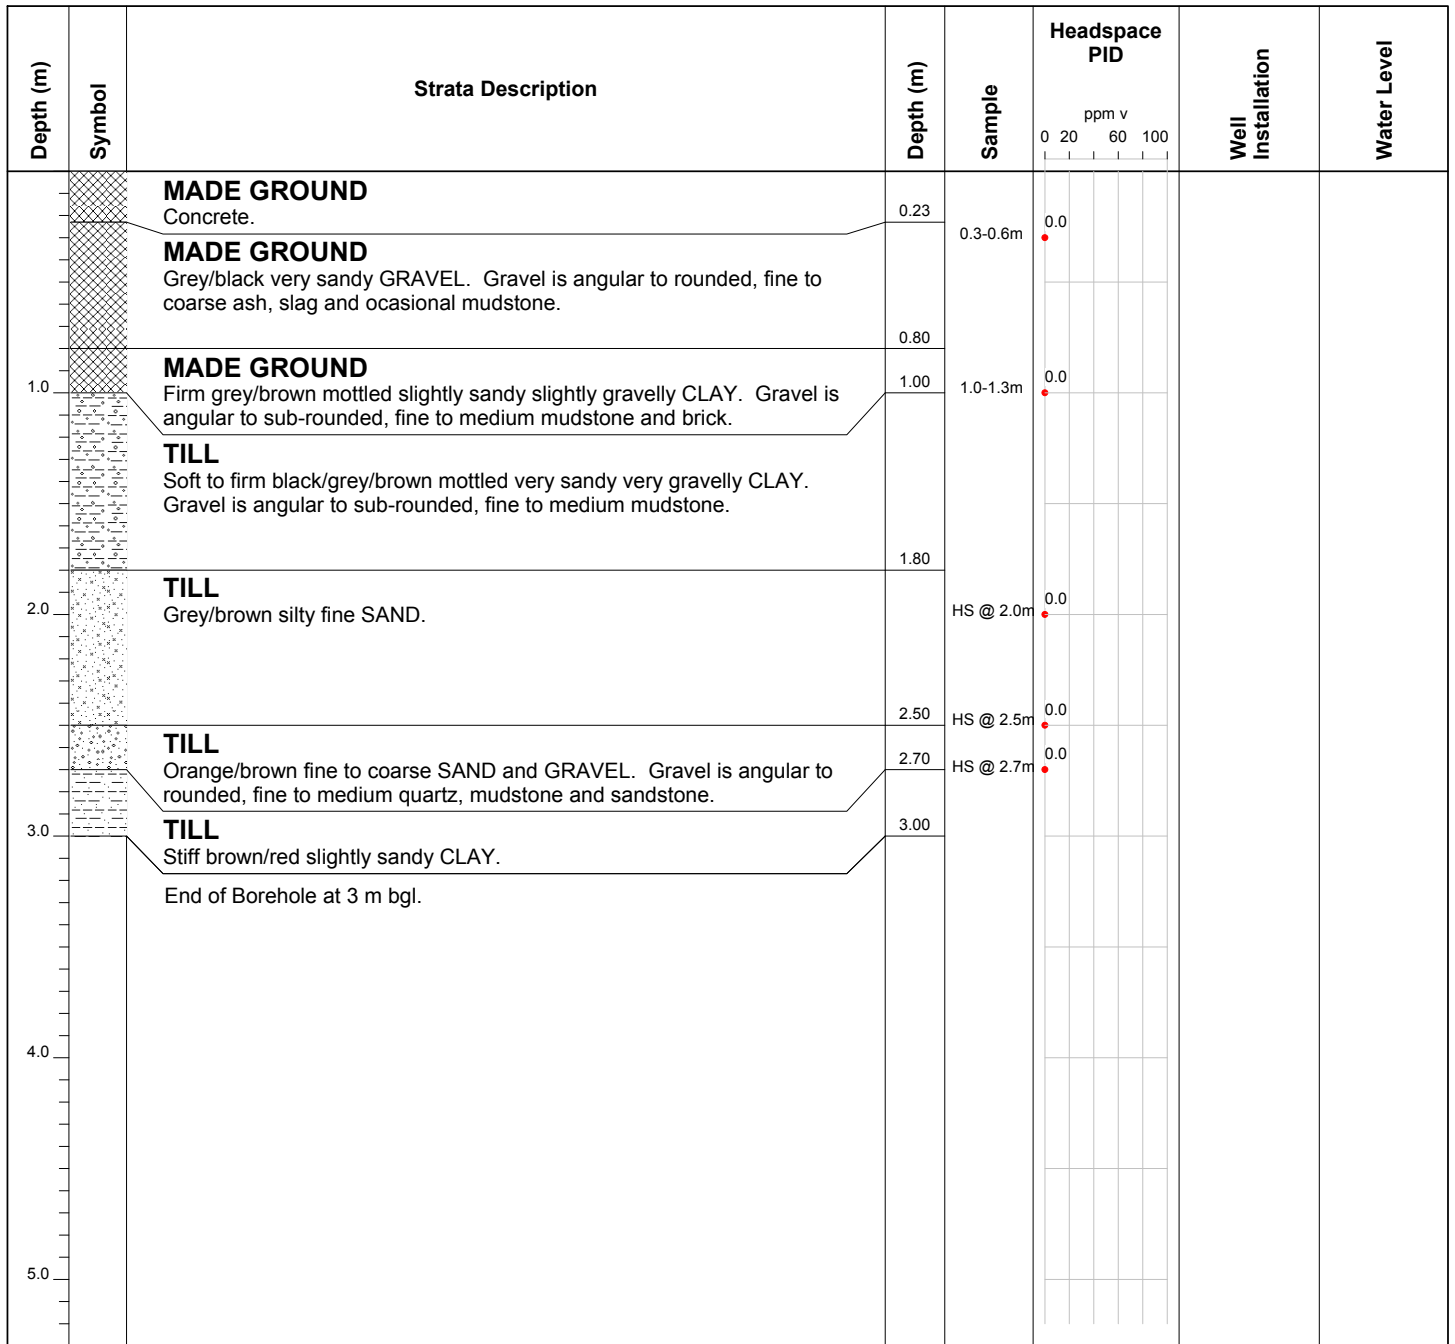 Depth (m)
Symbol
Strata Description
Depth (m)
Sample
Headspace
PID
ppm v
0 20 60 100
Well
Installation
Water Level
MADE GROUND
Concrete.
0.23
0.3-0.6m
0.0
MADE GROUND
Grey/black very sandy GRAVEL. Gravel is angular to rounded, fine to
coarse ash, slag and ocasional mudstone.
0.80
MADE GROUND
1.0
Firm grey/brown mottled slightly sandy slightly gravelly CLAY. Gravel is
angular to sub-rounded, fine to medium mudstone and brick.
1.00
1.0-1.3m
0.0
TILL
Soft to firm black/grey/brown mottled very sandy very gravelly CLAY.
Gravel is angular to sub-rounded, fine to medium mudstone.
1.80
TILL
2.0
Grey/brown silty fine SAND.
HS @ 2.0m
0.0
2.50
HS @ 2.5m
0.0
TILL
Orange/brown fine to coarse SAND and GRAVEL. Gravel is angular to
rounded, fine to medium quartz, mudstone and sandstone.
2.70
HS @ 2.7m
0.0
3.0
TILL
Stiff brown/red slightly sandy CLAY.
3.00
End of Borehole at 3 m bgl.
4.0
5.0